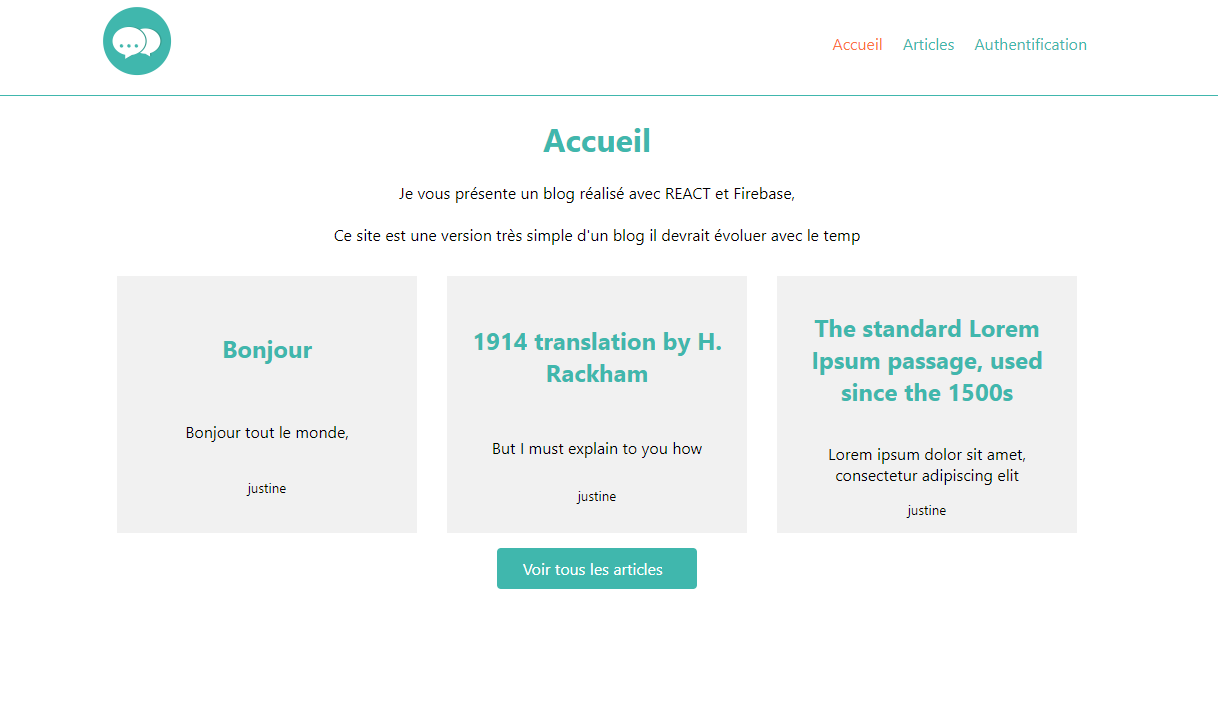 Accueil Articles Authentification
Accueil
Je vous présente un blog réalisé avec REACT et Firebase,
Ce site est une version très simple d'un blog il devrait évoluer avec le temp
Bonjour
Bonjour tout le monde,
justine
1914 translation by H.
Rackham
But I must explain to you how
justine
The standard Lorem
Ipsum passage, used
since the 1500s
Lorem ipsum dolor sit amet,
consectetur adipiscing elit
justine
Voir tous les articles